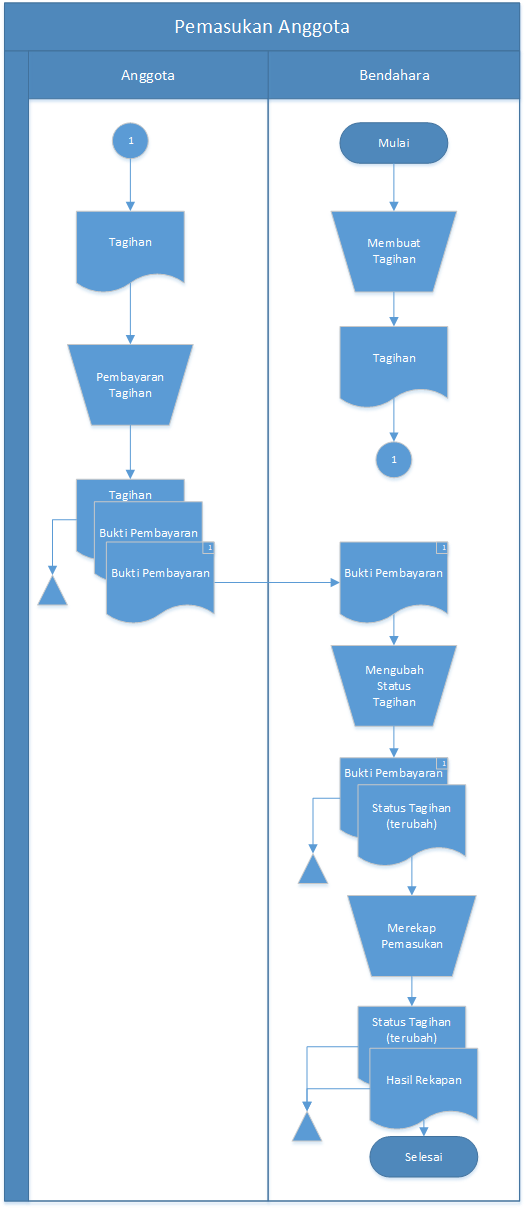 Pemasukan Anggota
Anggota
Bendahara
1
Tagihan
Pembayaran
Tagihan
Tagihan
Bukti Pembayaran
1
Bukti Pembayaran
Mulai
Membuat
Tagihan
Tagihan
1
1
Bukti Pembayaran
Mengubah
Status
Tagihan
1
Bukti Pembayaran
Status Tagihan
(terubah)
Merekap
Pemasukan
Status Tagihan
(terubah)
Hasil Rekapan
Selesai